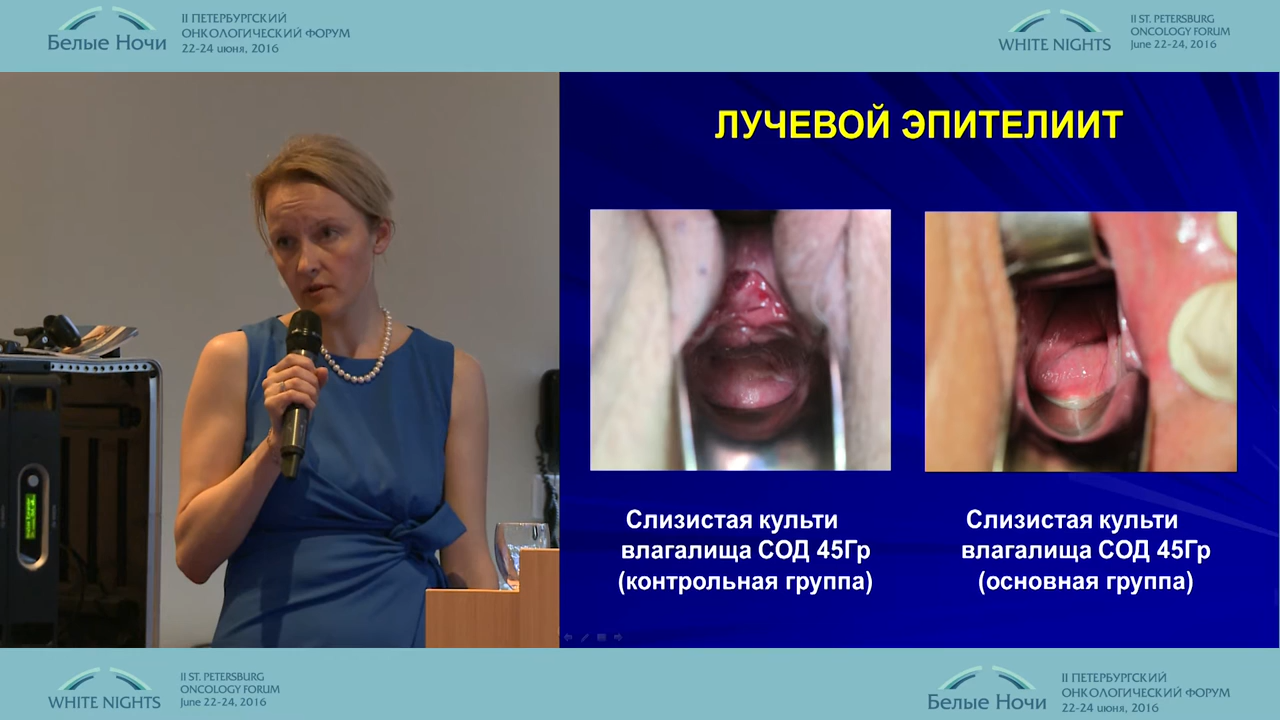 Белые Ночи
II ПЕТЕРБУРГСКИЙ
ОНКОЛОГИЧЕСКИЙ ФОРУМ
22-24 июня, 2016
WHITE NIGHTS
II ST. PETERSBURG
ONCOLOGY FORUM
June 22-24, 2016
ЛУЧЕВОЙ ЭПИТЕЛИИТ
Слизистая культи
влагалища СОД 45Гр
(контрольная группа)
Слизистая культи
влагалища СОД 45Гр
(основная группа)
WHITE NIGHTS
II ST. PETERSBURG
ONCOLOGY FORUM
June 22-24, 2016
Белые Ночи
II ПЕТЕРБУРГСКИЙ
ОНКОЛОГИЧЕСКИЙ ФОРУМ
22-24 июня, 2016